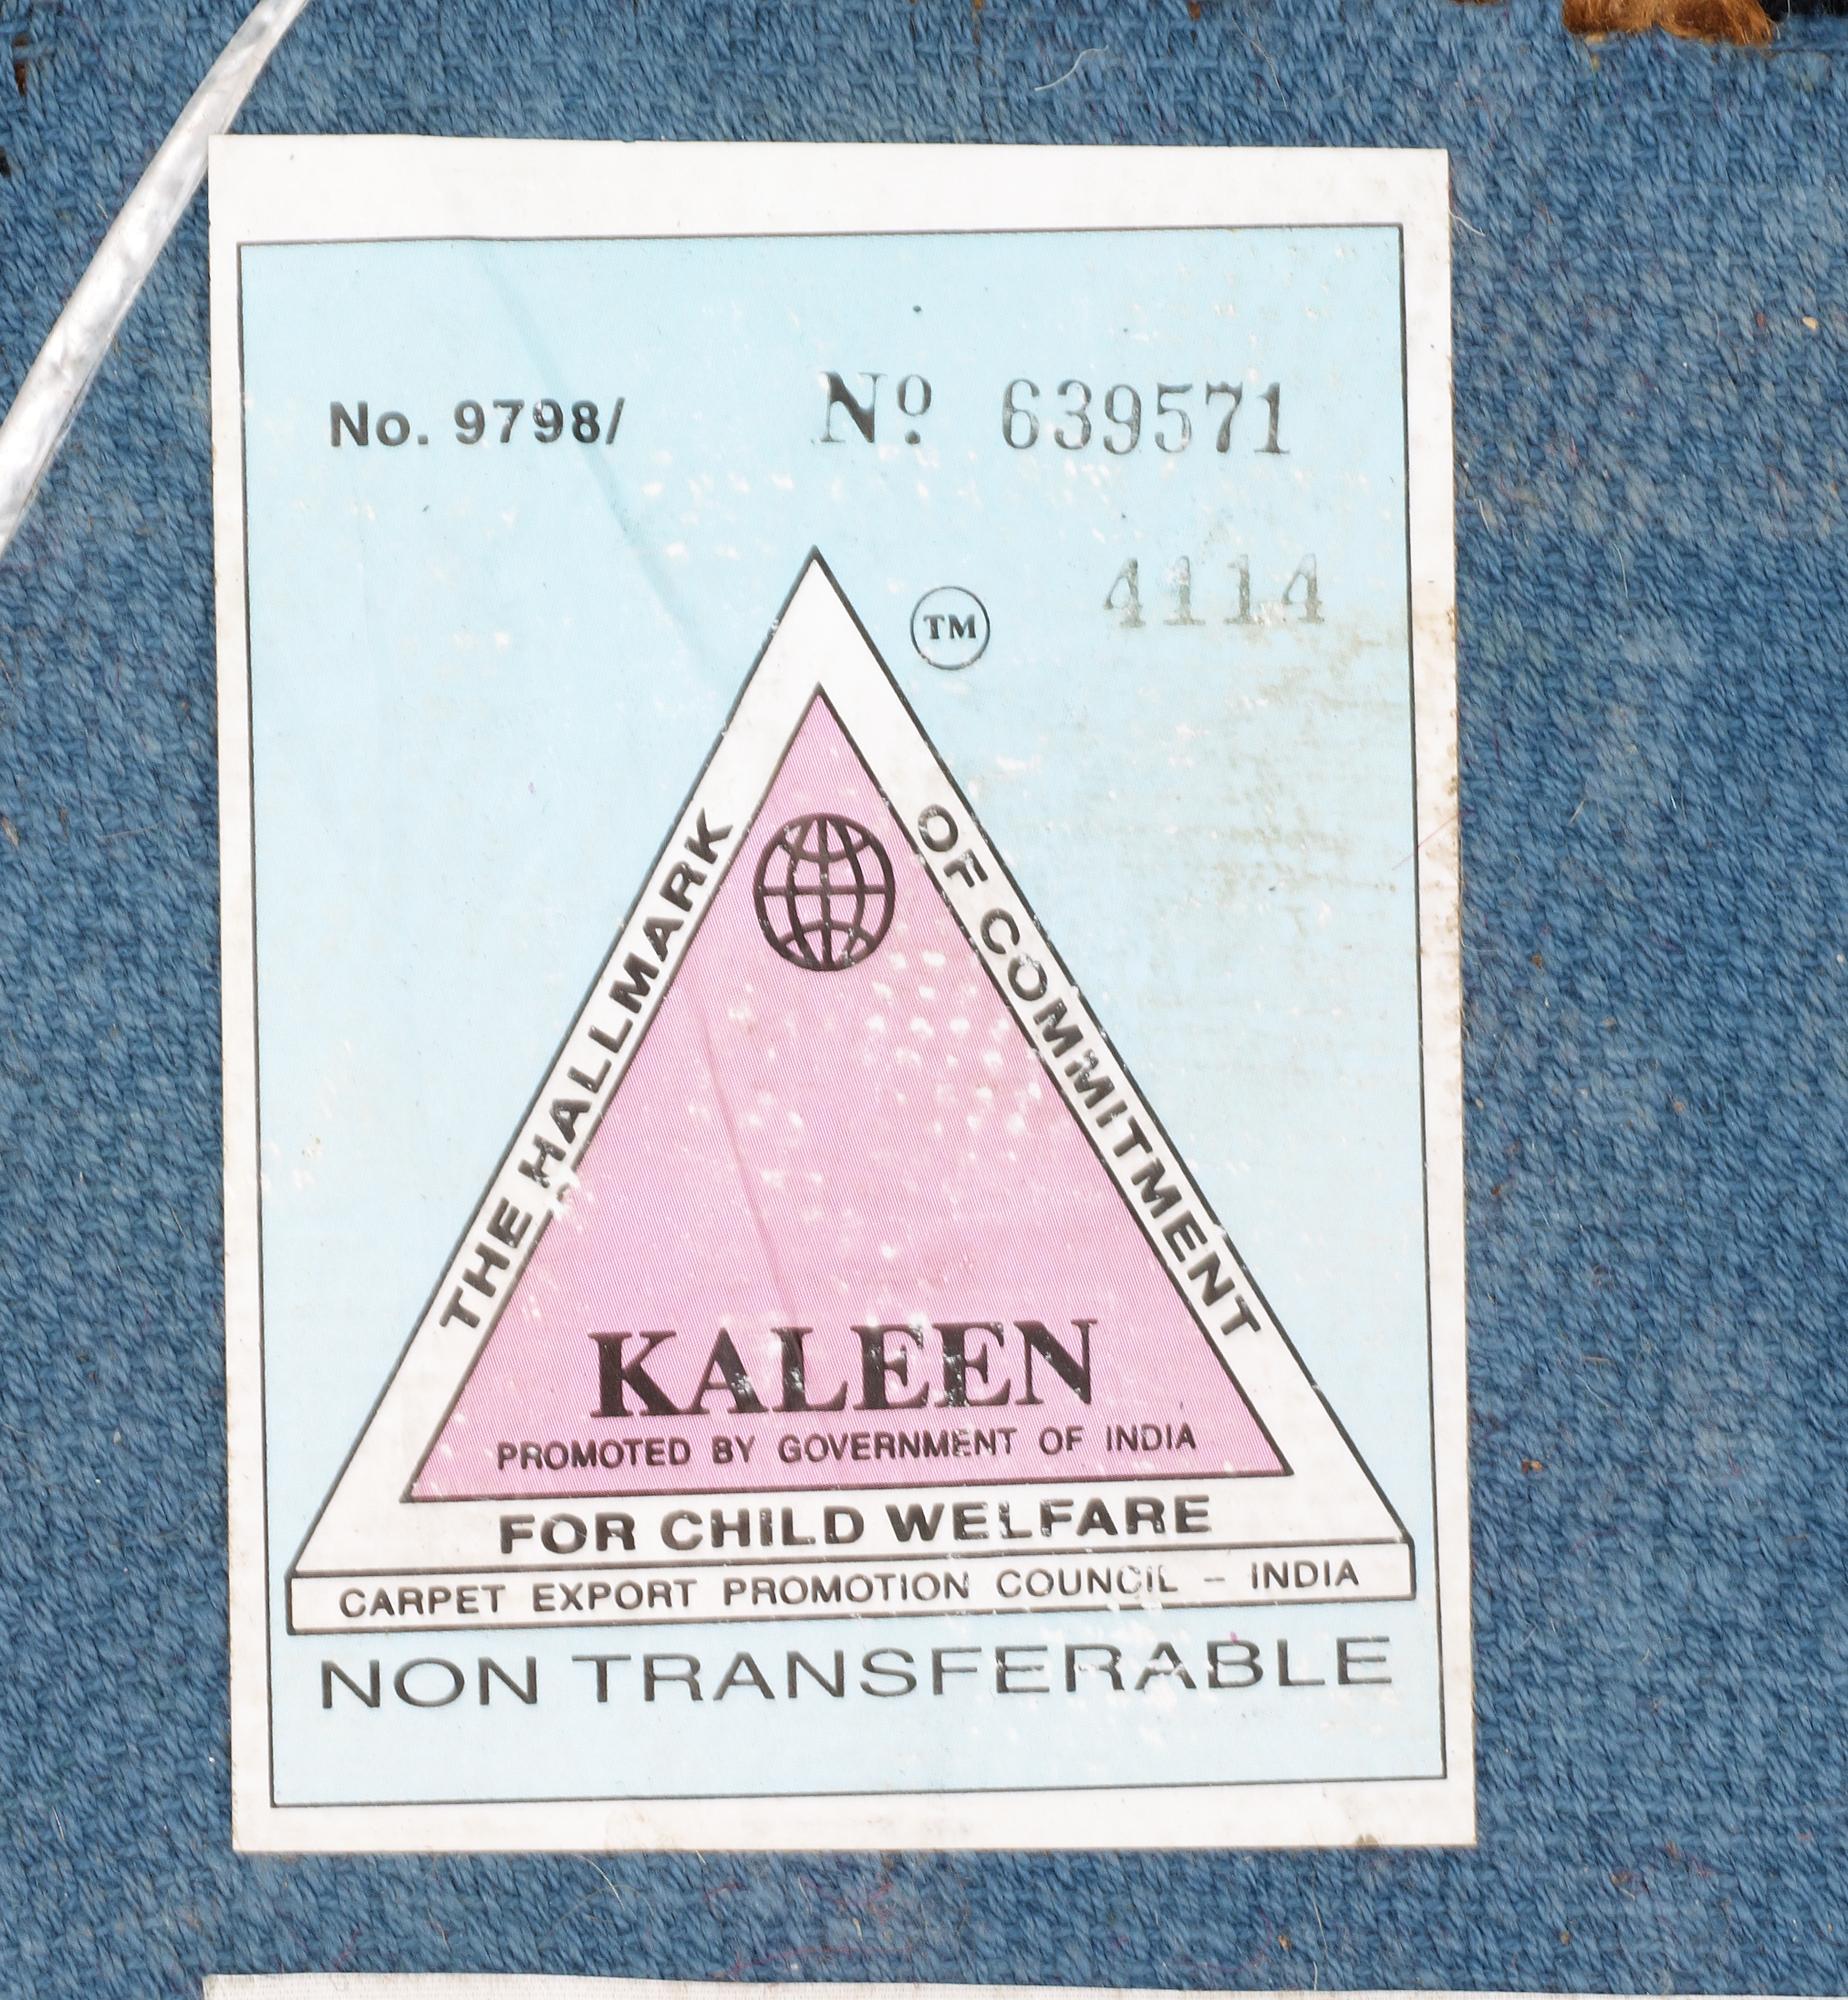 No. 9798/ Nº 639571
4114
TM
THE HALLMARK
OF COMMITMENT
KALEEN
PROMOTED BY GOVERNMENT OF INDIA
FOR CHILD WELFARE
CARPET EXPORT PROMOTION COUNCIL – INDIA
NON TRANSFERABLE